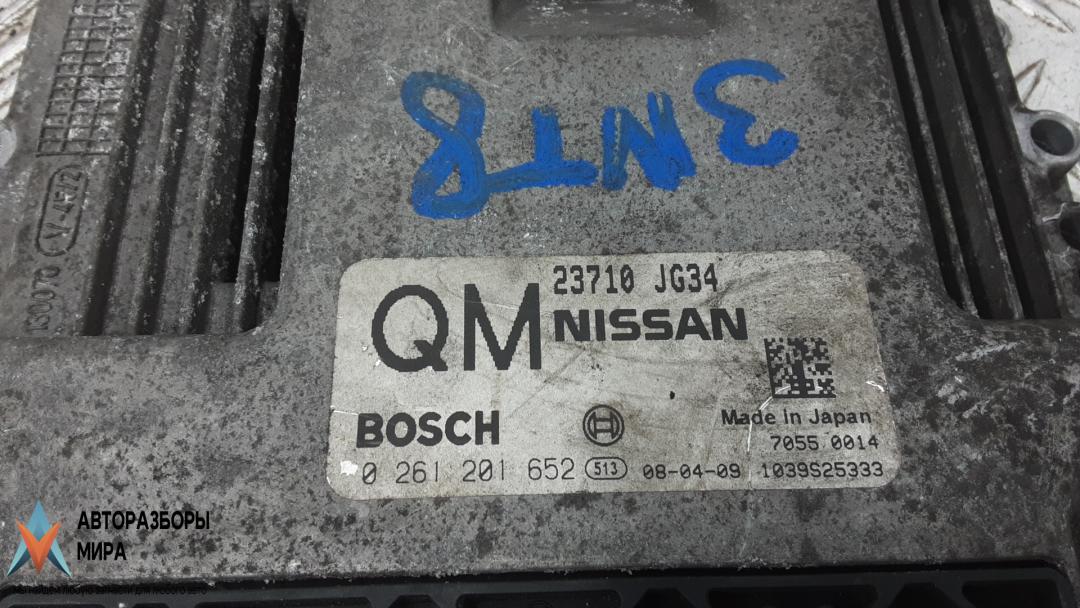 ENT8
QM
23710 JG34
NISSAN
BOSCH
Made in Japan
7055 0014
0 261 201 652 513 08-04-09 1039S25333
АВТОРАЗБОРЫ
МИРА